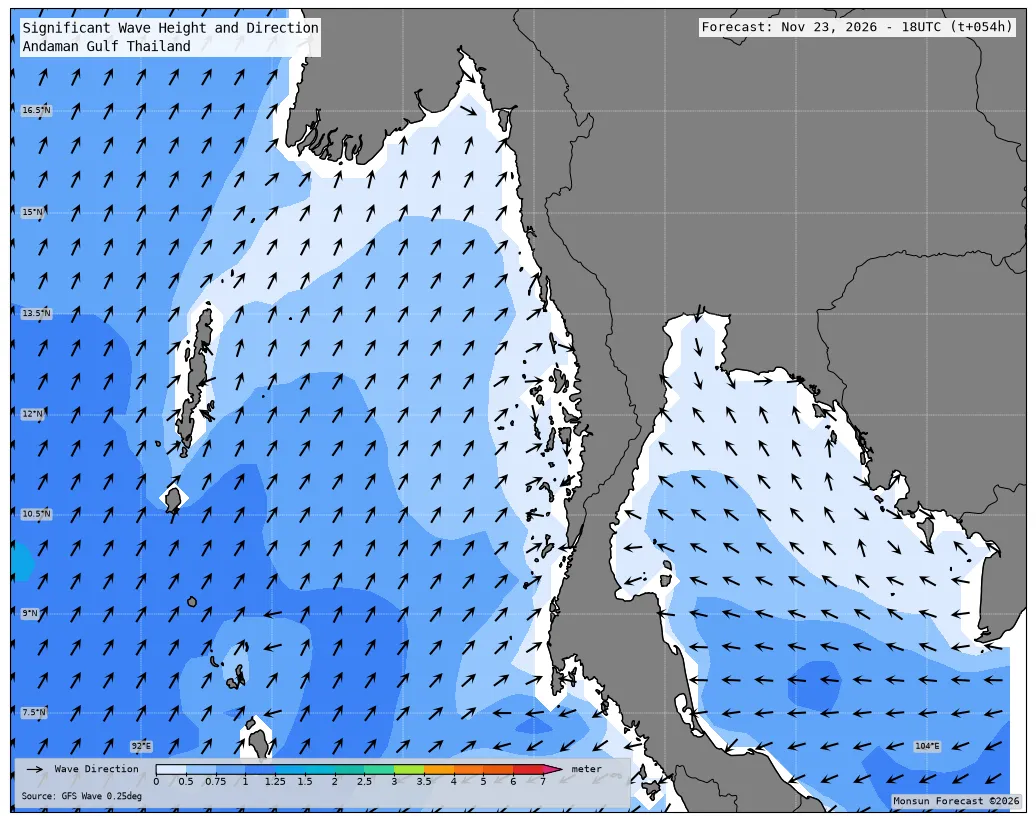 Significant Wave Height and Direction
Andaman Gulf Thailand
Forecast: Nov 23, 2026 - 18UTC (t+054h)
16.5°N
15°N
13.5°N
12°N
10.5°N
9°N
7.5°N
92°E
104°E
Wave Direction
meter
0 0.5 0.75 1 1.25 1.5 2 2.5 3 3.5 4 5 6 7
Source: GFS Wave 0.25deg
Monsun Forecast ©2026